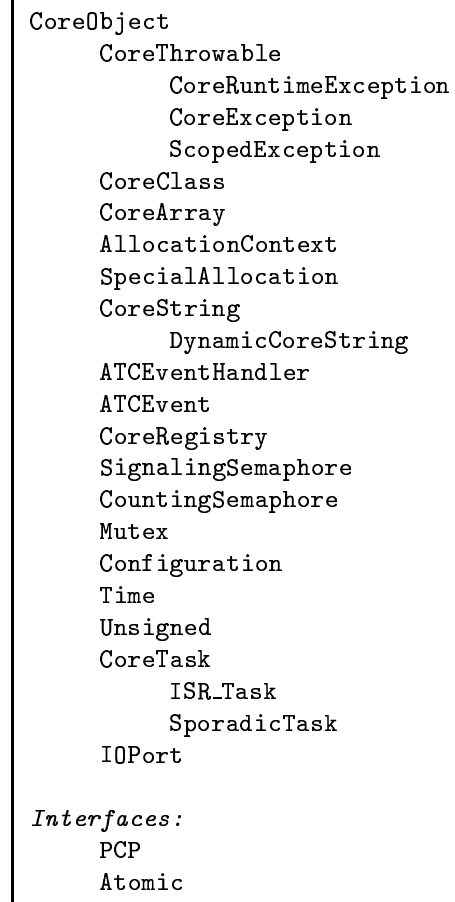 CoreObject
CoreThrowable
CoreRuntimeException
CoreException
ScopedException
CoreClass
CoreArray
AllocationContext
SpecialAllocation
CoreString
DynamicCoreString
ATCEventHandler
ATCEvent
CoreRegistry
SignalingSemaphore
CountingSemaphore
Mutex
Configuration
Time
Unsigned
CoreTask
ISR_Task
SporadicTask
IOPort
Interfaces:
PCP
Atomic